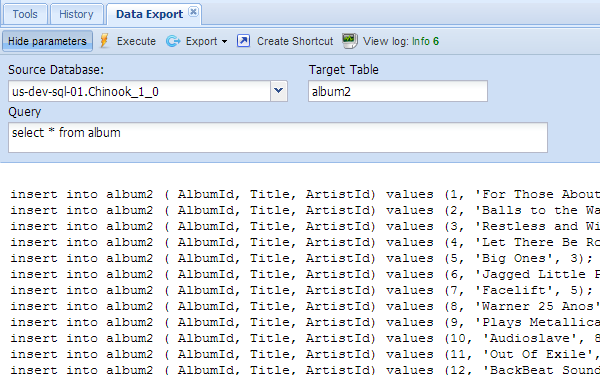 Tools History Data Export
Hide parameters Execute Export Create Shortcut View log: Info 6
Source Database: Target Table
us-dev-sql-01.Chinook_1_0 album2
Query
select * from album
insert into album2 ( AlbumId, Title, ArtistId) values (1, 'For Those About
insert into album2 ( AlbumId, Title, ArtistId) values (2, 'Balls to the Wa
insert into album2 ( AlbumId, Title, ArtistId) values (3, 'Restless and Wi
insert into album2 ( AlbumId, Title, ArtistId) values (4, 'Let There Be Ro
insert into album2 ( AlbumId, Title, ArtistId) values (5, 'Big Ones', 3);
insert into album2 ( AlbumId, Title, ArtistId) values (6, 'Jagged Little P
insert into album2 ( AlbumId, Title, ArtistId) values (7, 'Facelift', 5);
insert into album2 ( AlbumId, Title, ArtistId) values (8, 'Warner 25 Anos'
insert into album2 ( AlbumId, Title, ArtistId) values (9, 'Plays Metallica
insert into album2 ( AlbumId, Title, ArtistId) values (10, 'Audioslave', 8
insert into album2 ( AlbumId, Title, ArtistId) values (11, 'Out Of Exile',
insert into album2 ( AlbumId, Title, ArtistId) values (12, 'BackBeat Sound